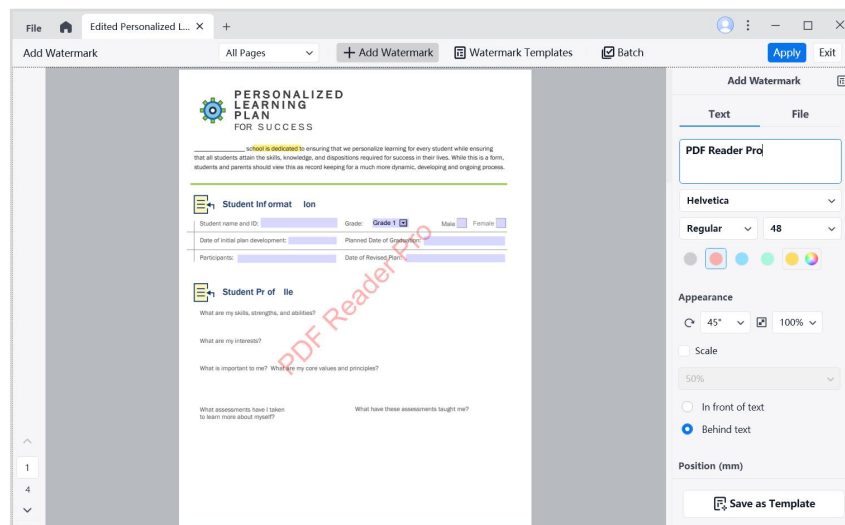 File
Edited Personalized L...
Add Watermark
All Pages
Add Watermark
Watermark Templates
Batch
Apply
Exit
PERSONALIZED
LEARNING
PLAN
FOR SUCCESS
school is dedicated to ensuring that we personalize learning for every student while ensuring
that all students attain the skills, knowledge, and dispositions required for success in their lives. While this is a form,
students and parents should view this as record keeping for a much more dynamic, developing and ongoing process.
Student Informat Ion
Student name and ID:
Grade: Grade 1
Male
Female
Date of initial plan development:
Planned Date of Graduation:
Participants:
Date of Revised Plan:
Student Pr of Ile
What are my skills, strengths, and abilities?
What are my interests?
What is important to me? What are my core values and principles?
What assessments have I taken
to learn more about myself?
What have these assessments taught me?
PDF Reader Pro
1
4
Add Watermark
Text
File
PDF Reader Pro
Helvetica
Regular
48
Appearance
45°
100%
Scale
50%
In front of text
Behind text
Position (mm)
Save as Template